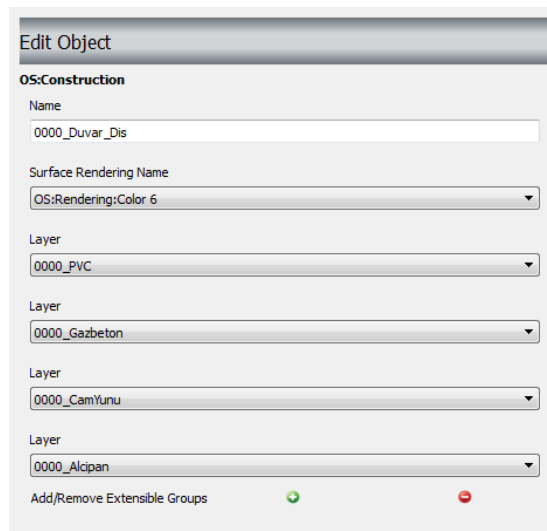 Edit Object
OS:Construction
Name
0000_Duvar_Dis
Surface Rendering Name
OS:Rendering:Color 6
Layer
0000_PVC
Layer
0000_Gazbeton
Layer
0000_CamYunu
Layer
0000_Alcipan
Add/Remove Extensible Groups